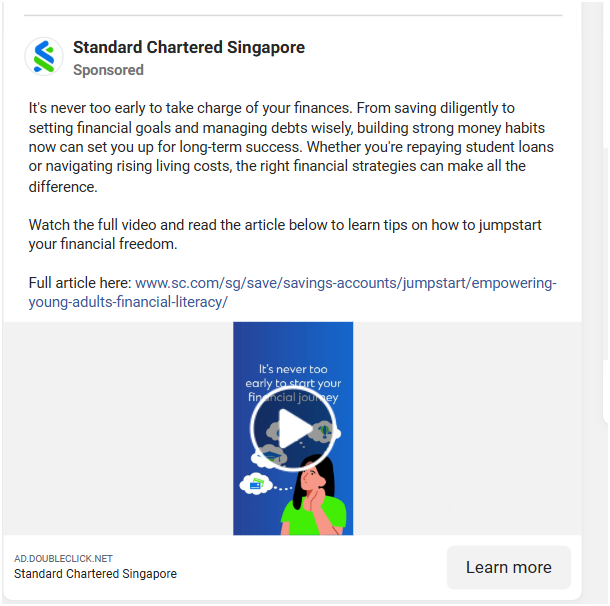 Standard Chartered Singapore
Sponsored
It's never too early to take charge of your finances. From saving diligently to
setting financial goals and managing debts wisely, building strong money habits
now can set you up for long-term success. Whether you're repaying student loans
or navigating rising living costs, the right financial strategies can make all the
difference.
Watch the full video and read the article below to learn tips on how to jumpstart
your financial freedom.
Full article here: www.sc.com/sg/save/savings-accounts/jumpstart/empowering-
young-adults-financial-literacy/
It's never too
early to start your
financial journey
AD.DOUBLECLICK.NET
Standard Chartered Singapore
Learn more